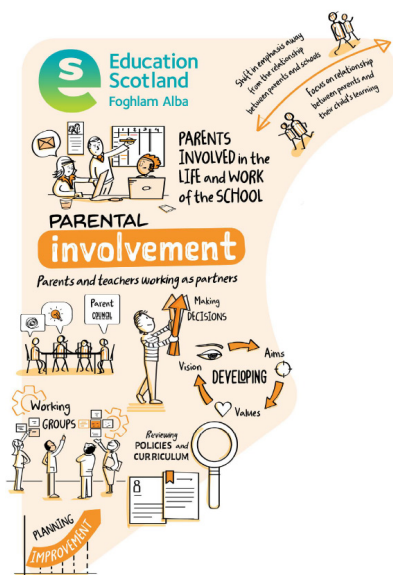 Education
Scotland
Foghlam Alba
Shift in emphasis away
from the relationship
between parents and schools
Focus on relationship
between parents and
their child's learning
PARENTS
INVOLVED in the
LIFE and WORK
of the SCHOOL
PARENTAL
involvement
Parents and teachers working as partners
Parent
COUNCIL
Making
DECISIONS
Vision
Aims
DEVELOPING
Values
Working
GROUPS
Reviewing
POLICIES and
CURRICULUM
PLANNING
IMPROVEMENT